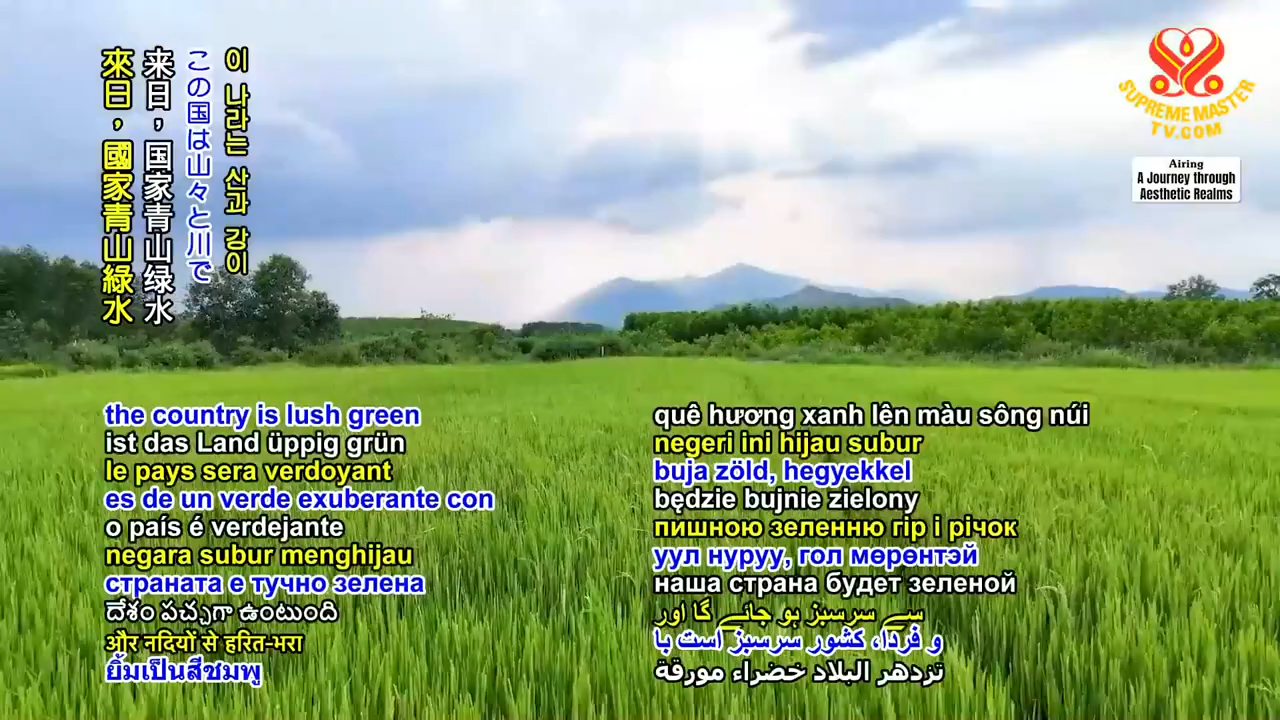 이 나라는 산과 강이
この国は山々と川で
来日，国家青山绿水
來日，國家青山綠水
SUPREME MASTER
TV.COM
Airing
A Journey through
Aesthetic Realms
the country is lush green
ist das Land üppig grün
le pays sera verdoyant
es de un verde exuberante con
o país é verdejante
negara subur menghijau
страната е тучно зелена
దేశం పచ్చగా ఉంటుంది
और नदियों से हरित-भरा
ยิ้มเป็นสีชมพู
quê hương xanh lên màu sông núi
negeri ini hijau subur
buja zöld, hegyekkel
będzie bujnie zielony
пишною зеленню гір і річок
уул нуруу, гол мөрөнтэй
наша страна будет зеленой
سے سرسبز ہو جائے گا اور
و فردا، کشور سرسبز است با
تزدهر البلاد خضراء مورقة